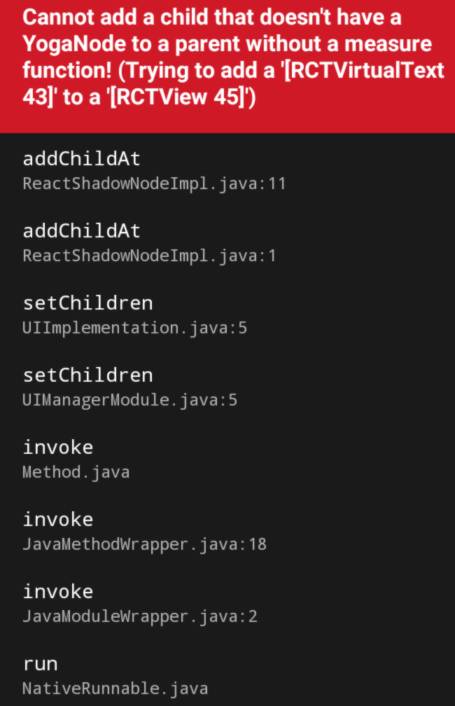 Cannot add a child that doesn't have a
YogaNode to a parent without a measure
function! (Trying to add a '[RCTVirtualText
43]' to a '[RCTView 45]')
addChildAt
ReactShadowNodeImpl.java:11
addChildAt
ReactShadowNodeImpl.java:1
setChildren
UIImplementation.java:5
setChildren
UIManagerModule.java:5
invoke
Method.java
invoke
JavaMethodWrapper.java:18
invoke
JavaModuleWrapper.java:2
run
NativeRunnable.java